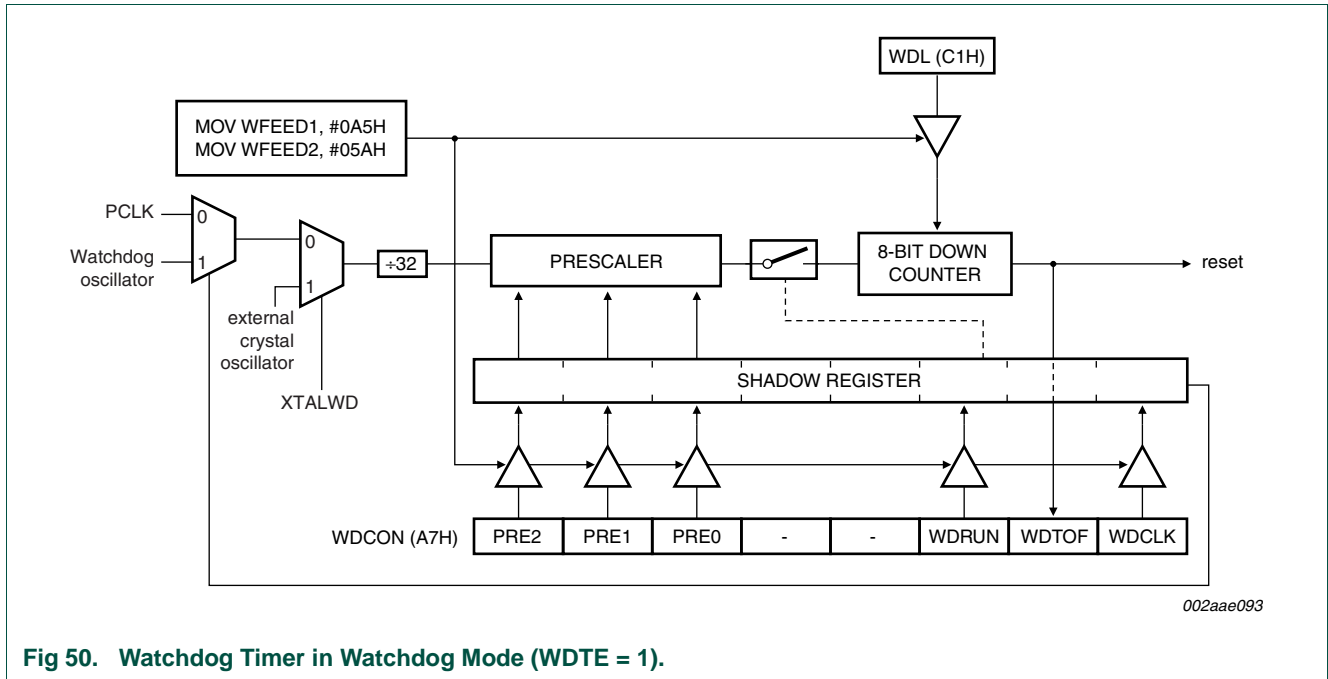 WDL (C1H)
MOV WFEED1, #0A5H
MOV WFEED2, #05AH
PCLK
0
Watchdog
oscillator
1
0
1
external
crystal
oscillator
XTALWD
÷32
PRESCALER
8-BIT DOWN
COUNTER
reset
SHADOW REGISTER
WDCON (A7H)
PRE2
PRE1
PRE0
-
-
WDRUN
WDTOF
WDCLK
002aae093
Fig 50. Watchdog Timer in Watchdog Mode (WDTE = 1).